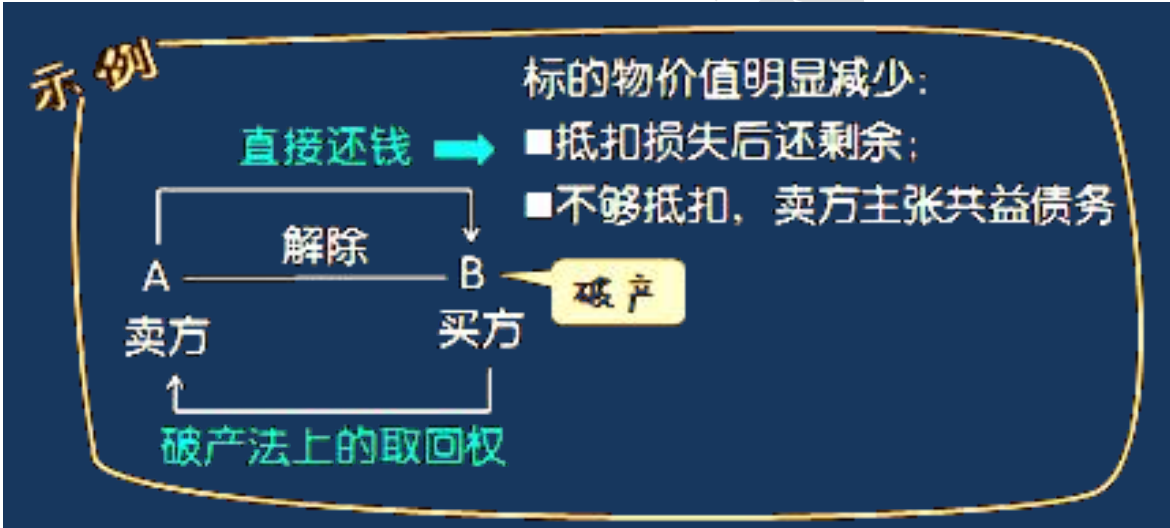 示例
标的物价值明显减少：
直接还钱
■抵扣损失后还剩余；
■不够抵扣，卖方主张共益债务
解除
A
B
破产
卖方
买方
破产法上的取回权